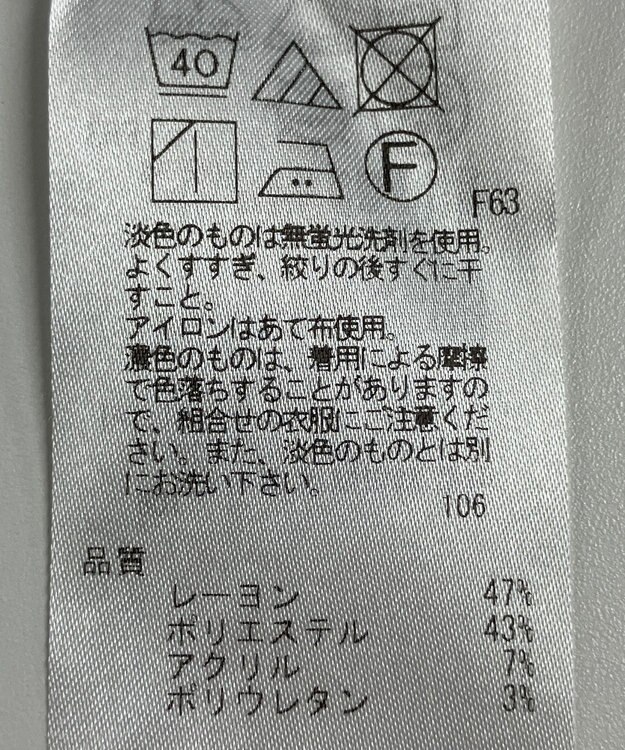 40
F
F63
淡色のものは無蛍光洗剤を使用。
よくすすぎ、絞りの後すぐに干
すこと。
アイロンはあて布使用。
濃色のものは、着用による摩擦
で色落ちすることがありますの
で、組合せの衣服にご注意くだ
さい。また、淡色のものとは別
にお洗い下さい。
106
品質
レーヨン 47%
ポリエステル 43%
アクリル 7%
ポリウレタン 3%